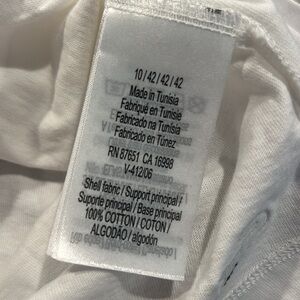 10 / 42 / 42 / 42
Made in Tunisia
Fabriqué en Tunisie
Fabricado na Tunísia
Fabricado en Túnez
RN 87651 CA 16998
V-412/06
Shell fabric / Support principal /
Suporte principal / Base principal
100% COTTON / COTON /
ALGODÃO / algodón